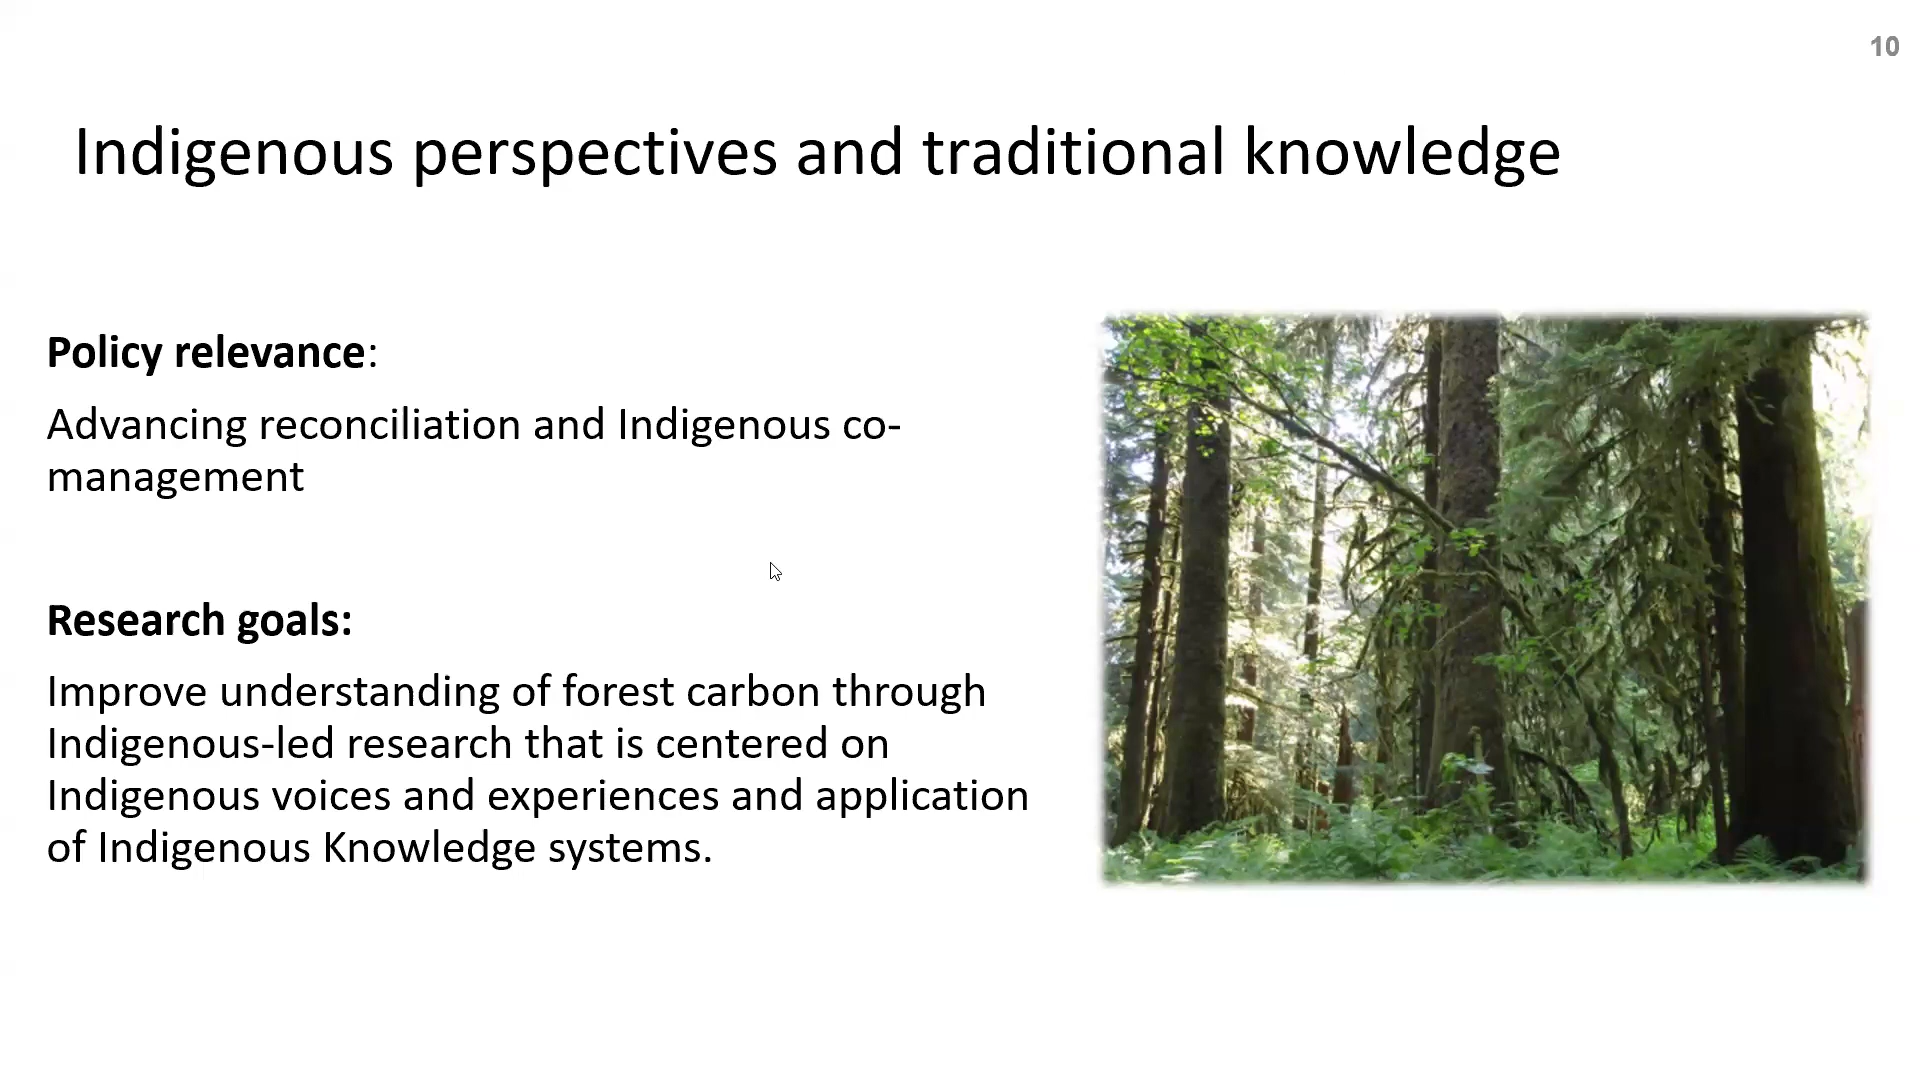 10
Indigenous perspectives and traditional knowledge
Policy relevance:
Advancing reconciliation and Indigenous co-
management
Research goals:
Improve understanding of forest carbon through
Indigenous-led research that is centered on
Indigenous voices and experiences and application
of Indigenous Knowledge systems.